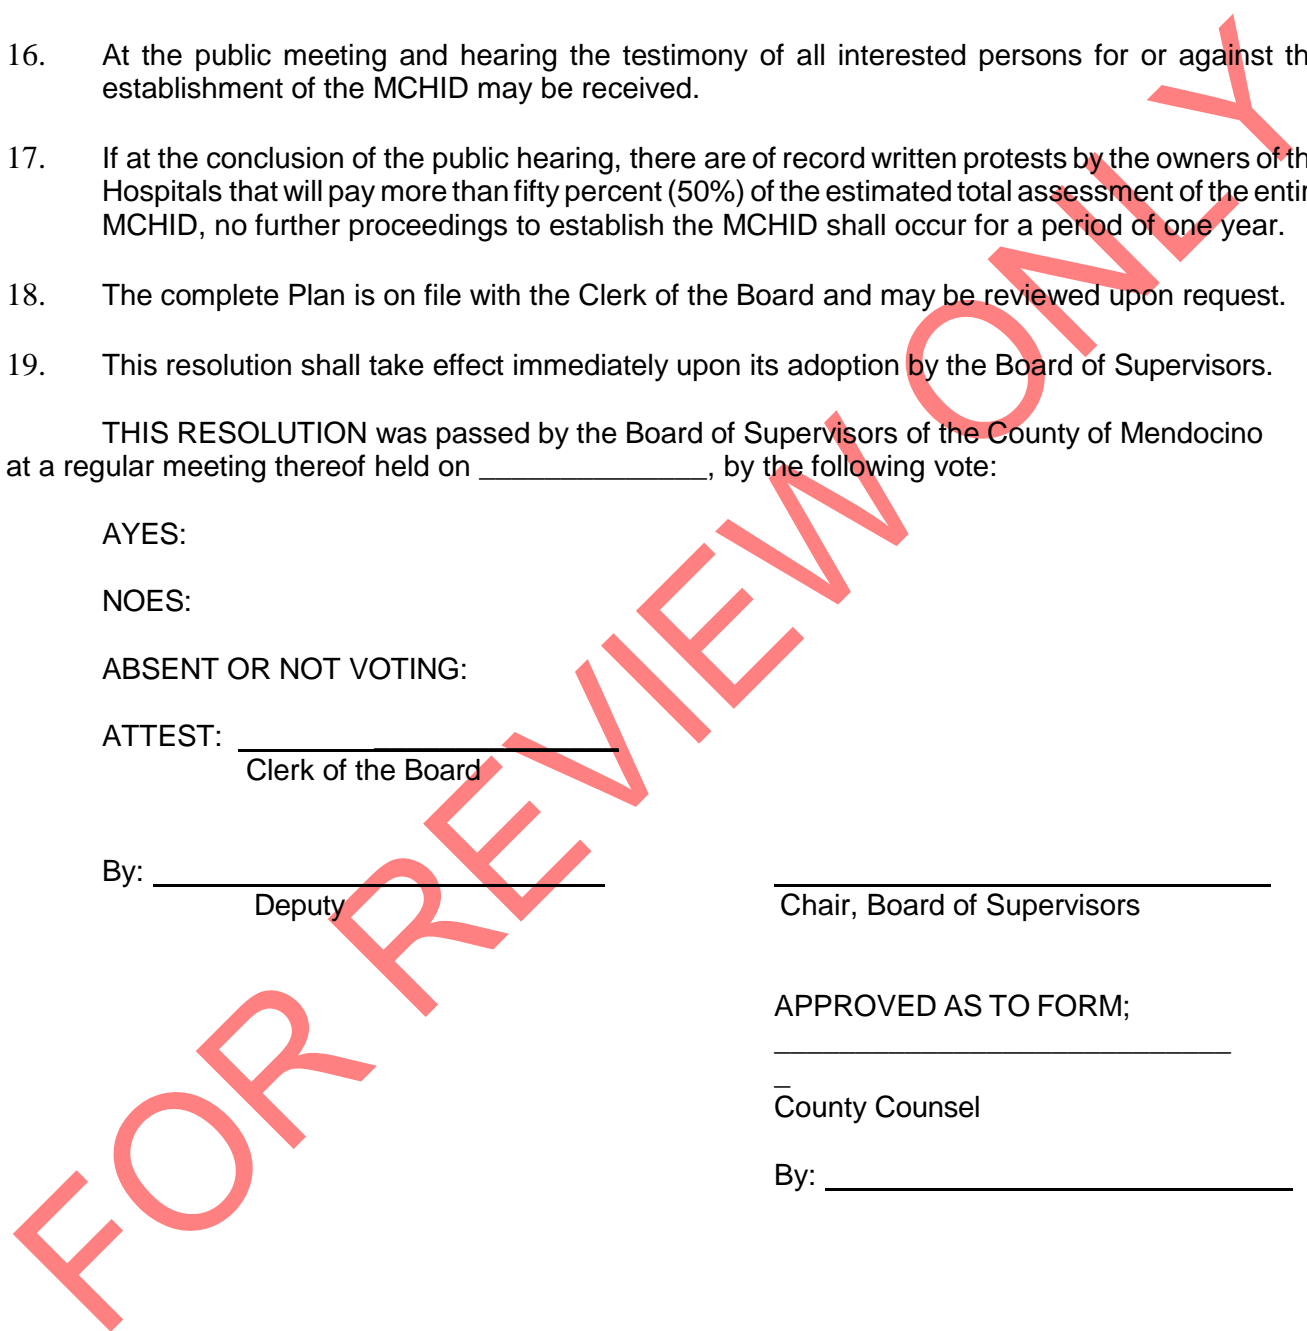 16. At the public meeting and hearing the testimony of all interested persons for or against th
establishment of the MCHID may be received.
17. If at the conclusion of the public hearing, there are of record written protests by the owners of th
Hospitals that will pay more than fifty percent (50%) of the estimated total assessment of the entir
MCHID, no further proceedings to establish the MCHID shall occur for a period of one year.
18. The complete Plan is on file with the Clerk of the Board and may be reviewed upon request.
19. This resolution shall take effect immediately upon its adoption by the Board of Supervisors.
THIS RESOLUTION was passed by the Board of Supervisors of the County of Mendocino
at a regular meeting thereof held on ______________, by the following vote:
AYES:
NOES:
ABSENT OR NOT VOTING:
ATTEST: _______________
Clerk of the Board
By: _______________
Deputy
Chair, Board of Supervisors
APPROVED AS TO FORM;
____________________________
_
County Counsel
By: _______________
FOR REVIEW ONLY